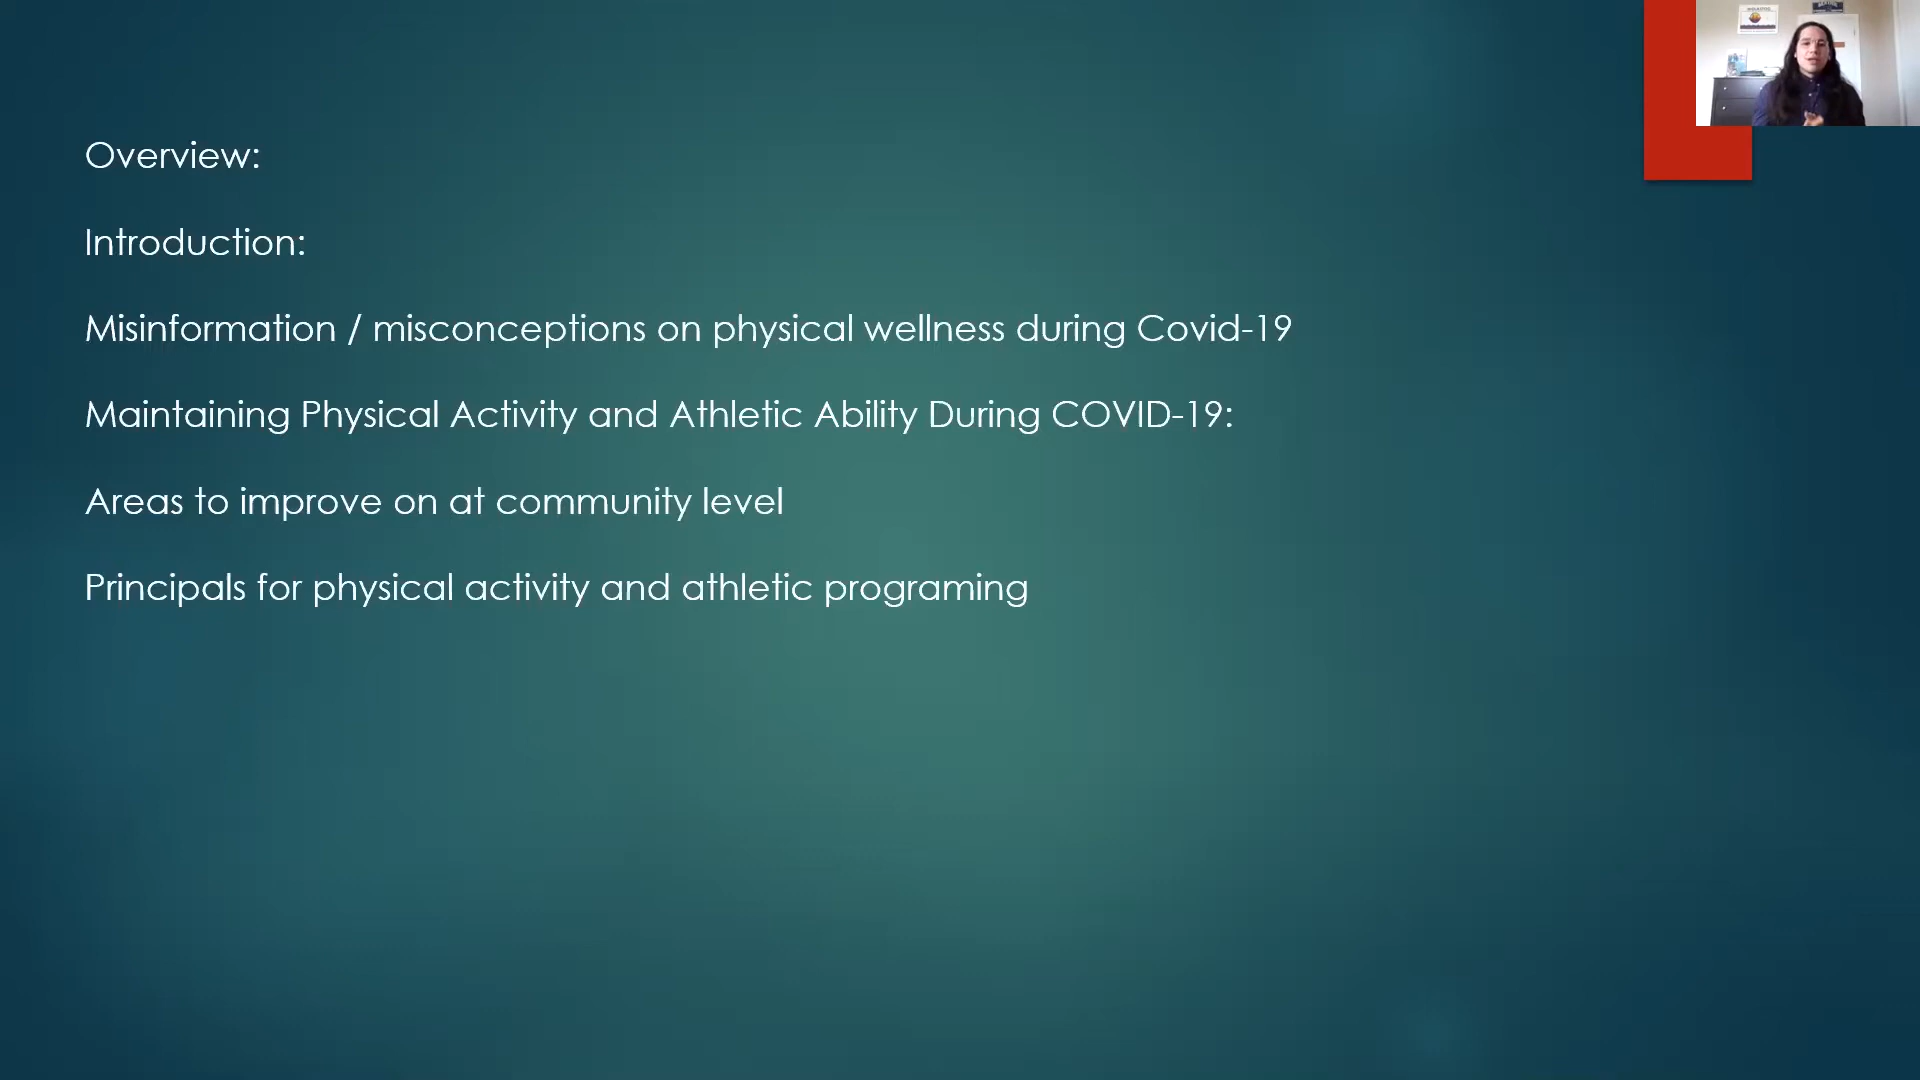 Overview:
Introduction:
Misinformation / misconceptions on physical wellness during Covid-19
Maintaining Physical Activity and Athletic Ability During COVID-19:
Areas to improve on at community level
Principals for physical activity and athletic programing